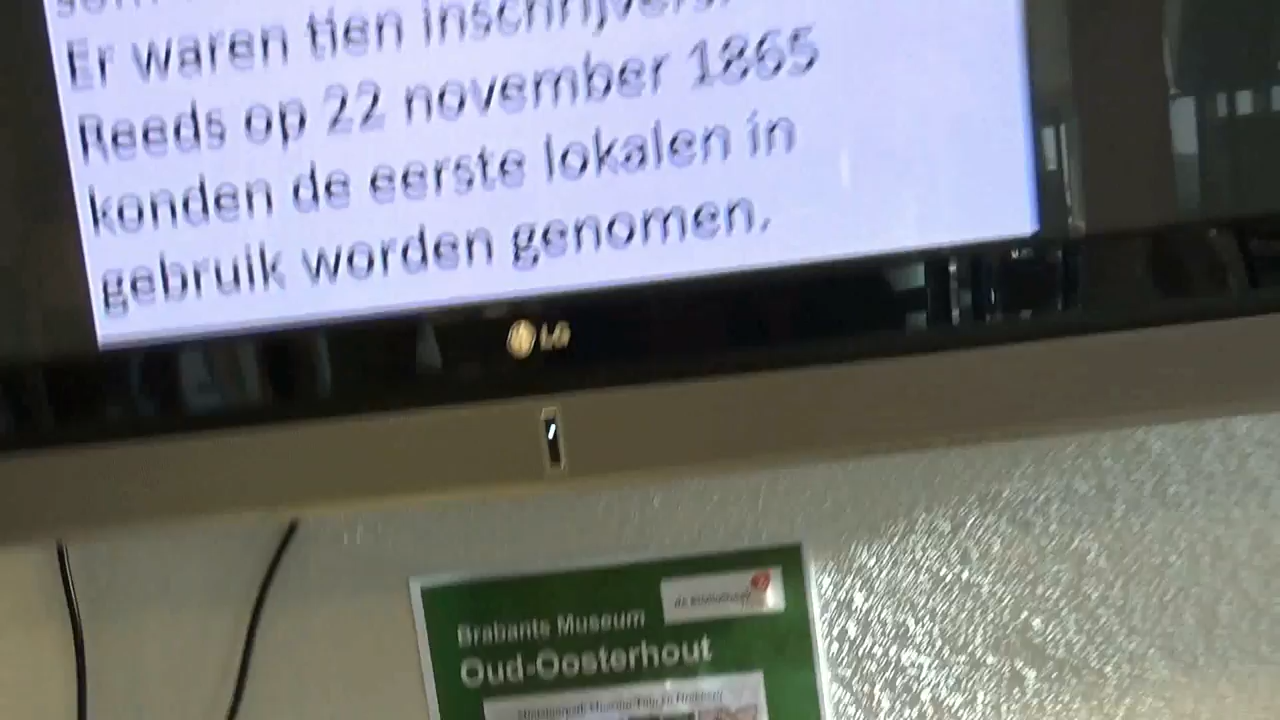 Er waren tien inschrijvers.
Reeds op 22 november 1865
konden de eerste lokalen in
gebruik worden genomen.
LG
Brabants Museum
Oud-Oosterhout